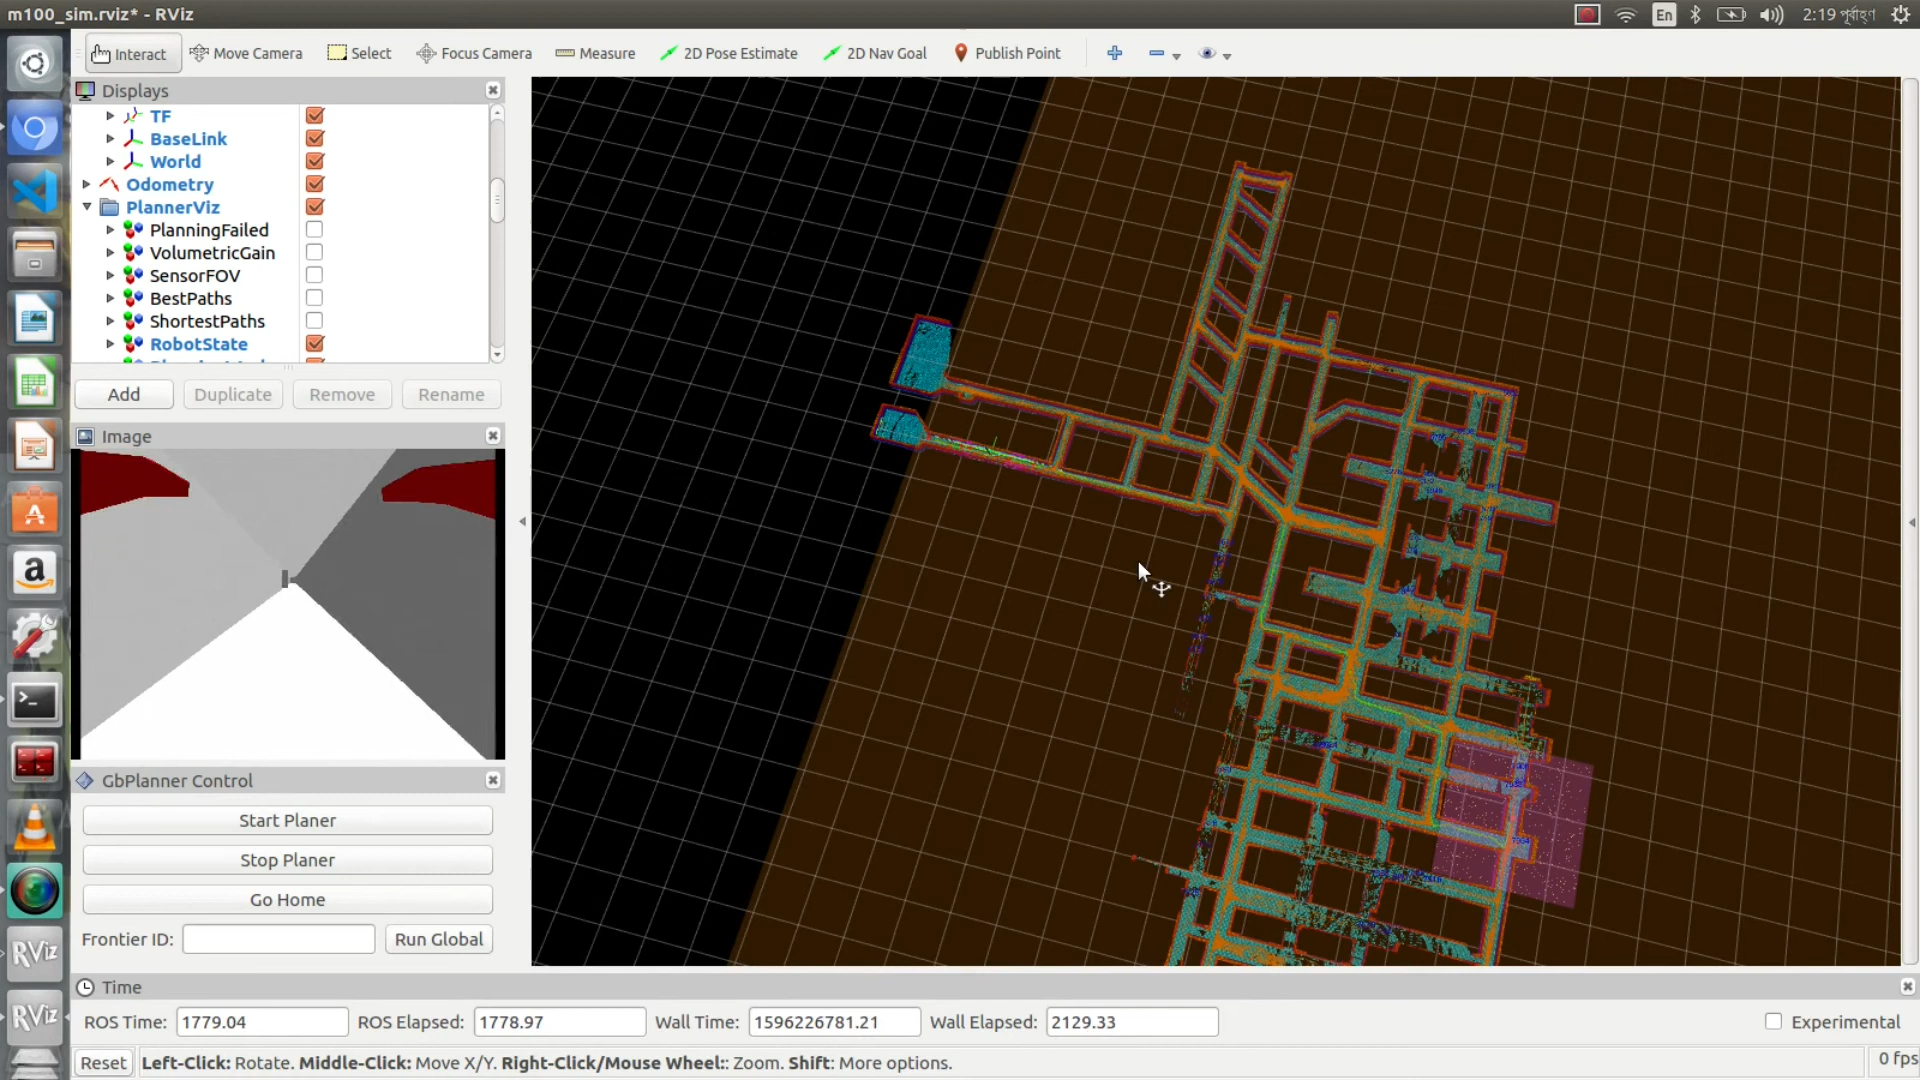 m100_sim.rviz* - RViz
En
2:19 পূর্বাহ্ণ
Interact
Move Camera
Select
Focus Camera
Measure
2D Pose Estimate
2D Nav Goal
Publish Point
Displays
TF
BaseLink
World
Odometry
PlannerViz
PlanningFailed
VolumetricGain
SensorFOV
BestPaths
ShortestPaths
RobotState
Add
Duplicate
Remove
Rename
Image
GbPlanner Control
Start Planer
Stop Planer
Go Home
Frontier ID:
Run Global
RViz
RViz
Time
ROS Time: 1779.04
ROS Elapsed: 1778.97
Wall Time: 1596226781.21
Wall Elapsed: 2129.33
Experimental
Reset
Left-Click: Rotate. Middle-Click: Move X/Y. Right-Click/Mouse Wheel:: Zoom. Shift: More options.
0 fps